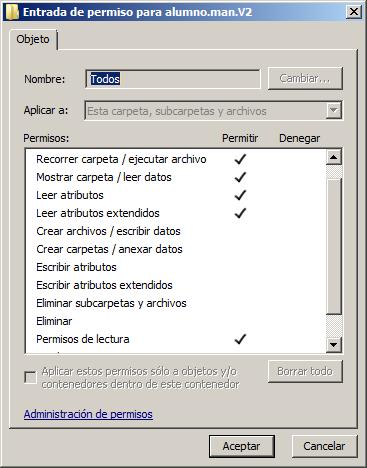 Entrada de permiso para alumno.man.V2
Objeto
Nombre: Todos Cambiar...
Aplicar a: Esta carpeta, subcarpetas y archivos
Permisos: Permitir Denegar
Recorrer carpeta / ejecutar archivo
Mostrar carpeta / leer datos
Leer atributos
Leer atributos extendidos
Crear archivos / escribir datos
Crear carpetas / anexar datos
Escribir atributos
Escribir atributos extendidos
Eliminar subcarpetas y archivos
Eliminar
Permisos de lectura
Aplicar estos permisos sólo a objetos y/o Borrar todo
contenedores dentro de este contenedor
Administración de permisos
Aceptar Cancelar